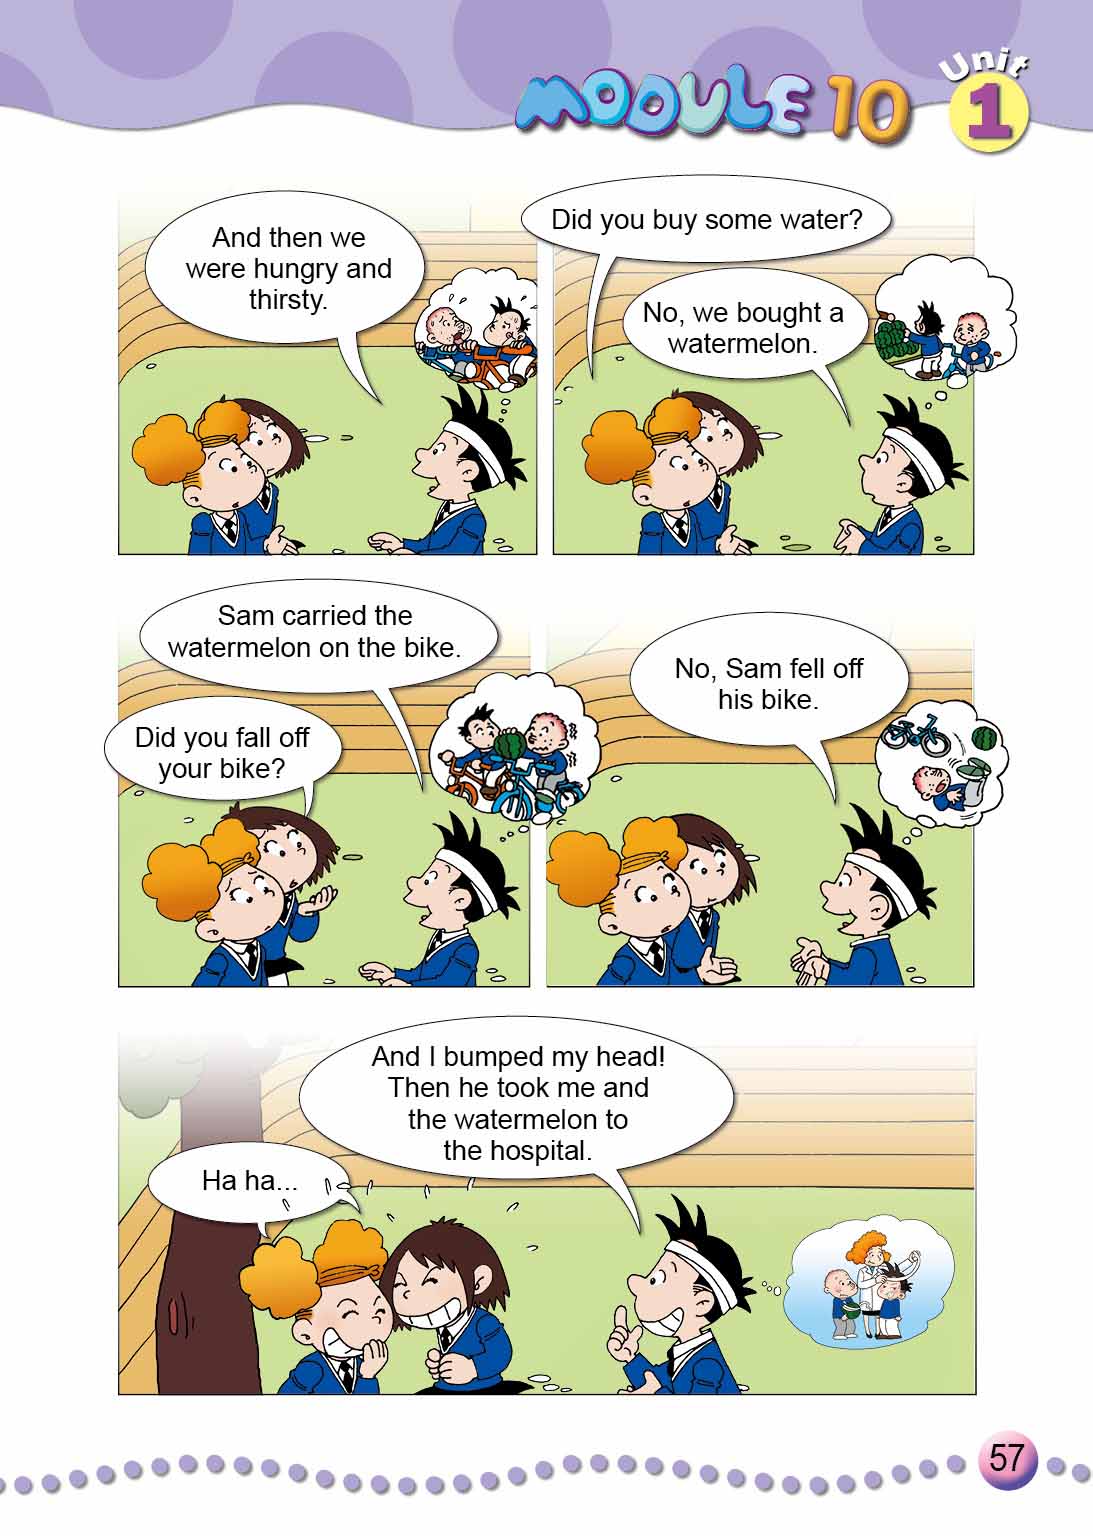 MODULE 10
Unit
1
And then we
were hungry and
thirsty.
Did you buy some water?
No, we bought a
watermelon.
Sam carried the
watermelon on the bike.
Did you fall off
your bike?
No, Sam fell off
his bike.
And I bumped my head!
Then he took me and
the watermelon to
the hospital.
Ha ha...
57